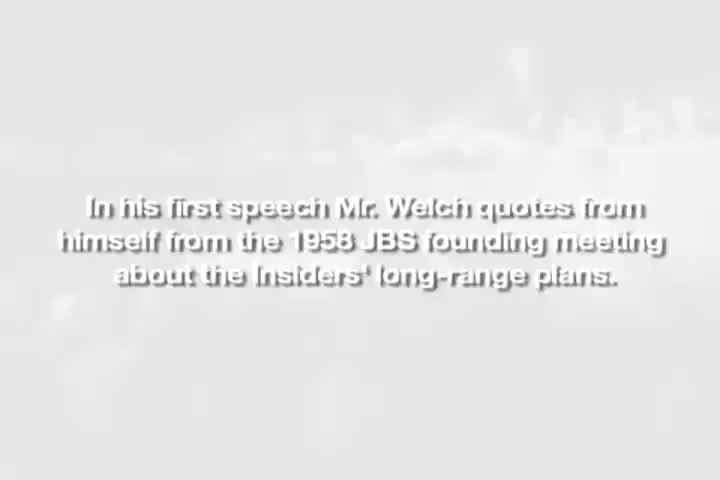 In his first speech Mr. Welch quotes from
himself from the 1958 JBS founding meeting
about the Insiders' long-range plans.